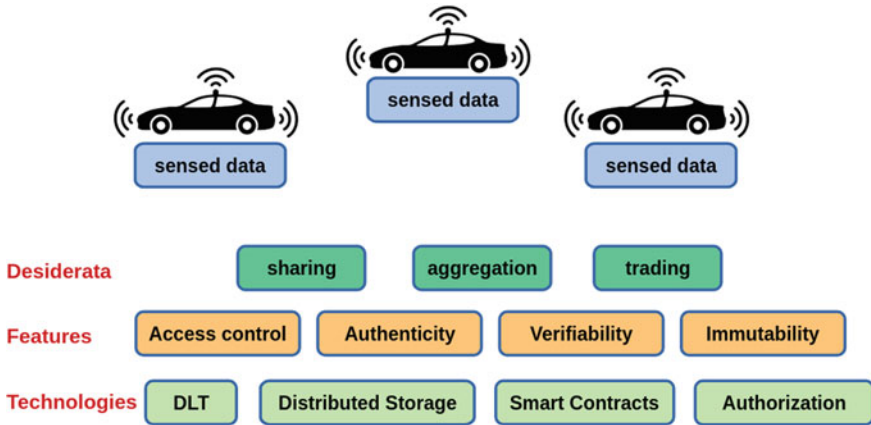 sensed data
sensed data
sensed data
Desiderata sharing aggregation trading
Features Access control Authenticity Verifiability Immutability
Technologies DLT Distributed Storage Smart Contracts Authorization